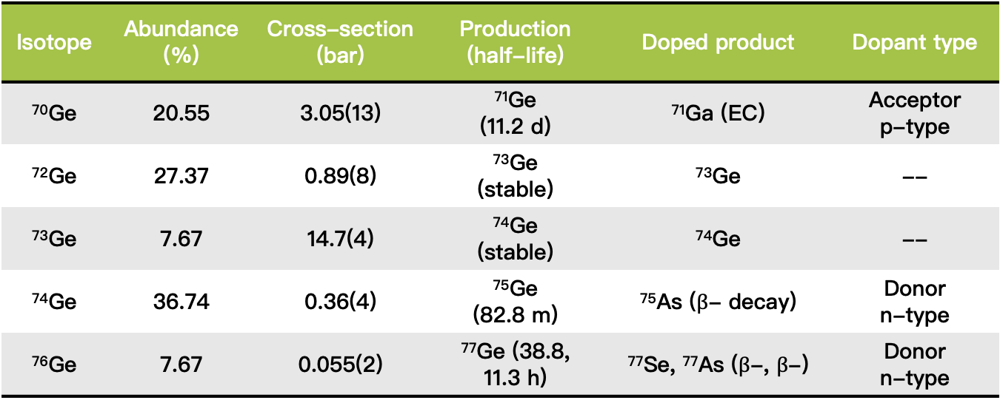 Isotope Abundance (%) Cross-section (bar) Production (half-life) Doped product Dopant type
⁷⁰Ge 20.55 3.05(13) ⁷¹Ge (11.2 d) ⁷¹Ga (EC) Acceptor p-type
⁷²Ge 27.37 0.89(8) ⁷³Ge (stable) ⁷³Ge --
⁷³Ge 7.67 14.7(4) ⁷⁴Ge (stable) ⁷⁴Ge --
⁷⁴Ge 36.74 0.36(4) ⁷⁵Ge (82.8 m) ⁷⁵As (β- decay) Donor n-type
⁷⁶Ge 7.67 0.055(2) ⁷⁷Ge (38.8, 11.3 h) ⁷⁷Se, ⁷⁷As (β-, β-) Donor n-type